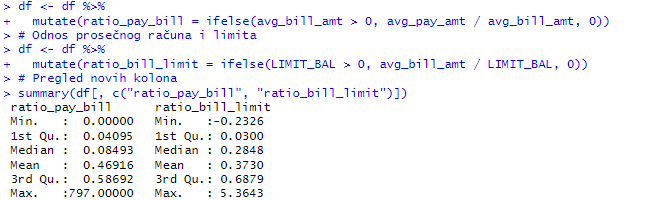 > df <- df %>%
+   mutate(ratio_pay_bill = ifelse(avg_bill_amt > 0, avg_pay_amt / avg_bill_amt, 0))
> # Odnos prosečnog računa i limita
> df <- df %>%
+   mutate(ratio_bill_limit = ifelse(LIMIT_BAL > 0, avg_bill_amt / LIMIT_BAL, 0))
> # Pregled novih kolona
> summary(df[, c("ratio_pay_bill", "ratio_bill_limit")])
 ratio_pay_bill      ratio_bill_limit
 Min.   :  0.00000   Min.   :-0.2326
 1st Qu.:  0.04095   1st Qu.: 0.0300
 Median :  0.08493   Median : 0.2848
 Mean   :  0.46916   Mean   : 0.3730
 3rd Qu.:  0.58692   3rd Qu.: 0.6879
 Max.   :797.00000   Max.   : 5.3643